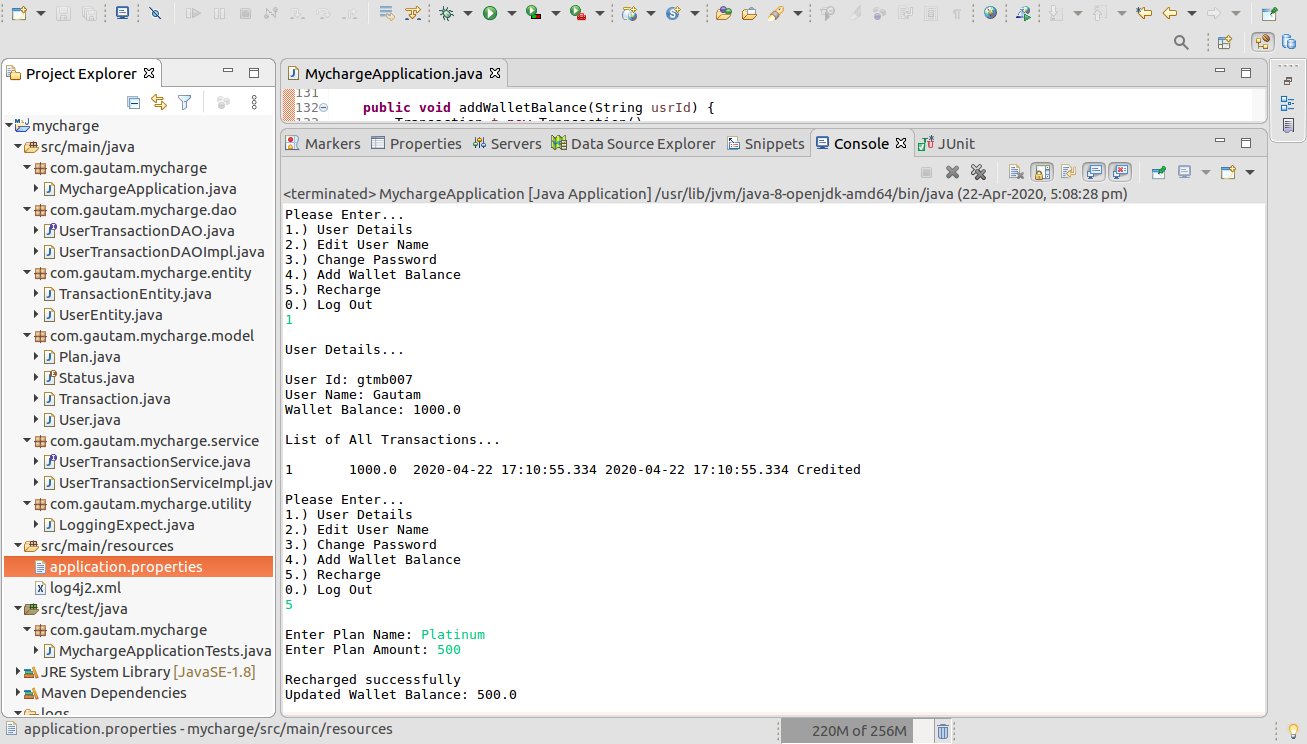 Project Explorer
mycharge
src/main/java
com.gautam.mycharge
MychargeApplication.java
com.gautam.mycharge.dao
UserTransactionDAO.java
UserTransactionDAOImpl.java
com.gautam.mycharge.entity
TransactionEntity.java
UserEntity.java
com.gautam.mycharge.model
Plan.java
Status.java
Transaction.java
User.java
com.gautam.mycharge.service
UserTransactionService.java
UserTransactionServiceImpl.jav
com.gautam.mycharge.utility
LoggingExpect.java
src/main/resources
application.properties
log4j2.xml
src/test/java
com.gautam.mycharge
MychargeApplicationTests.java
JRE System Library [JavaSE-1.8]
Maven Dependencies
logs
MychargeApplication.java
131
132 public void addWalletBalance(String usrId) {
133 Transaction t=new Transaction()
Markers Properties Servers Data Source Explorer Snippets Console JUnit
<terminated> MychargeApplication [Java Application] /usr/lib/jvm/java-8-openjdk-amd64/bin/java (22-Apr-2020, 5:08:28 pm)
Please Enter...
1.) User Details
2.) Edit User Name
3.) Change Password
4.) Add Wallet Balance
5.) Recharge
0.) Log Out
1
User Details...
User Id: gtmb007
User Name: Gautam
Wallet Balance: 1000.0
List of All Transactions...
1 1000.0 2020-04-22 17:10:55.334 2020-04-22 17:10:55.334 Credited
Please Enter...
1.) User Details
2.) Edit User Name
3.) Change Password
4.) Add Wallet Balance
5.) Recharge
0.) Log Out
5
Enter Plan Name: Platinum
Enter Plan Amount: 500
Recharged successfully
Updated Wallet Balance: 500.0
application.properties - mycharge/src/main/resources
220M of 256M